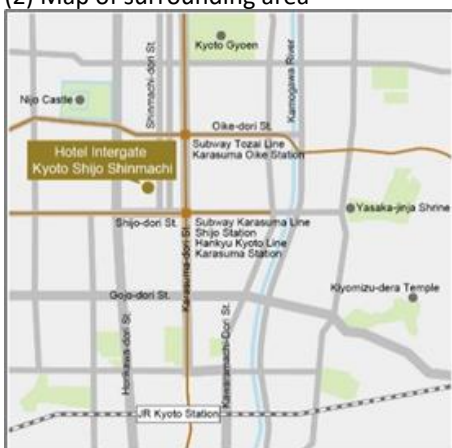 (2) Map of surrounding area
Kyoto Gyoen
Shinmachi-dori St.
Kamogawa River
Nijo Castle
Oike-dori St.
Subway Tozai Line
Karasuma Oike Station
Hotel Intergate
Kyoto Shijo Shinmachi
Yasaka-jinja Shrine
Shijo-dori St.
Subway Karasuma Line
Shijo Station
Hankyu Kyoto Line
Karasuma Station
Karasuma-dori St.
Kiyomizu-dera Temple
Gojo-dori St.
Horikawa-dori St.
Kawaramachi-Dori St.
JR Kyoto Station